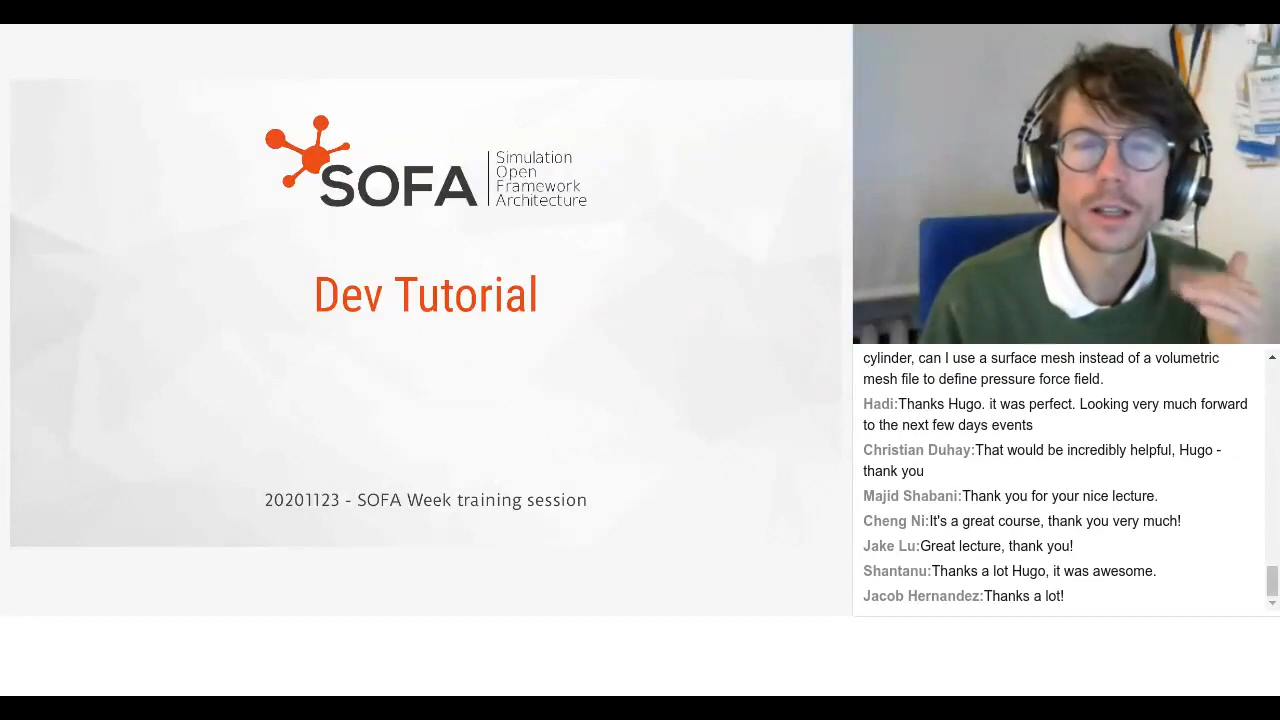 SOFA
Simulation
Open
Framework
Architecture
Dev Tutorial
20201123 - SOFA Week training session
cylinder, can I use a surface mesh instead of a volumetric
mesh file to define pressure force field.
Hadi:Thanks Hugo. it was perfect. Looking very much forward
to the next few days events
Christian Duhay:That would be incredibly helpful, Hugo -
thank you
Majid Shabani:Thank you for your nice lecture.
Cheng Ni:It's a great course, thank you very much!
Jake Lu:Great lecture, thank you!
Shantanu:Thanks a lot Hugo, it was awesome.
Jacob Hernandez:Thanks a lot!